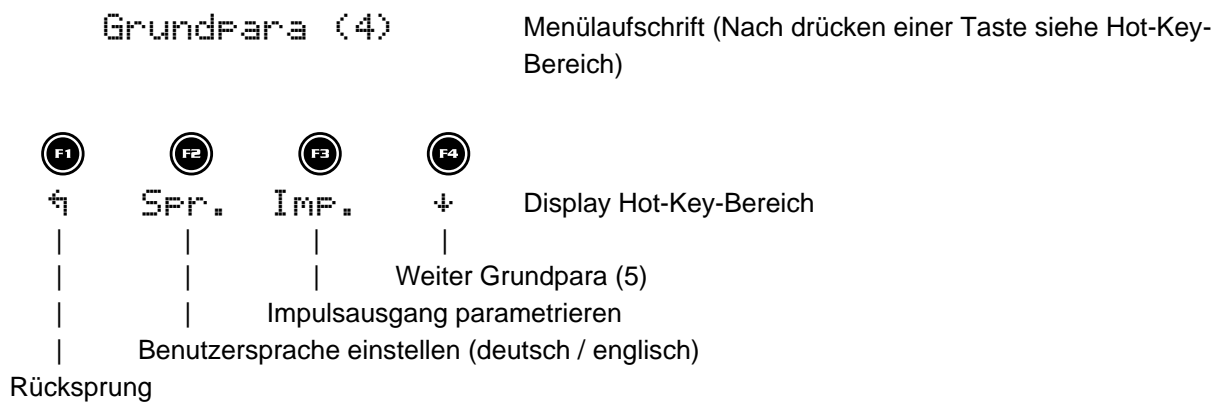 Grundpara (4) Menülaufschrift (Nach drücken einer Taste siehe Hot-Key-
Bereich)
F1 F2 F3 F4
↰ Spr. Imp. ↓ Display Hot-Key-Bereich
| | | |
| | | Weiter Grundpara (5)
| | Impulsausgang parametrieren
| Benutzersprache einstellen (deutsch / englisch)
Rücksprung